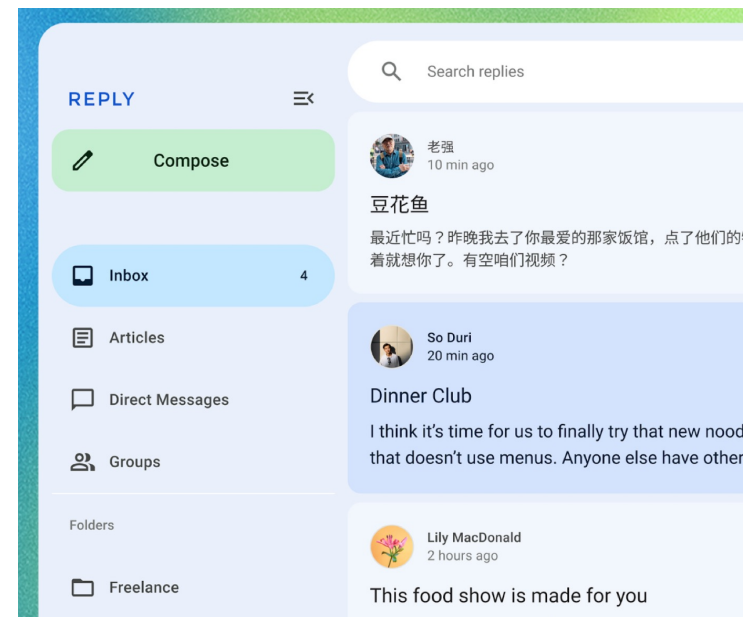 REPLY
Compose
Inbox 4
Articles
Direct Messages
Groups
Folders
Freelance
Search replies
老强
10 min ago
豆花鱼
最近忙吗？昨晚我去了你最爱的那家饭馆，点了他们的
着就想你了。有空咱们视频？
So Duri
20 min ago
Dinner Club
I think it’s time for us to finally try that new nood
that doesn’t use menus. Anyone else have other
Lily MacDonald
2 hours ago
This food show is made for you